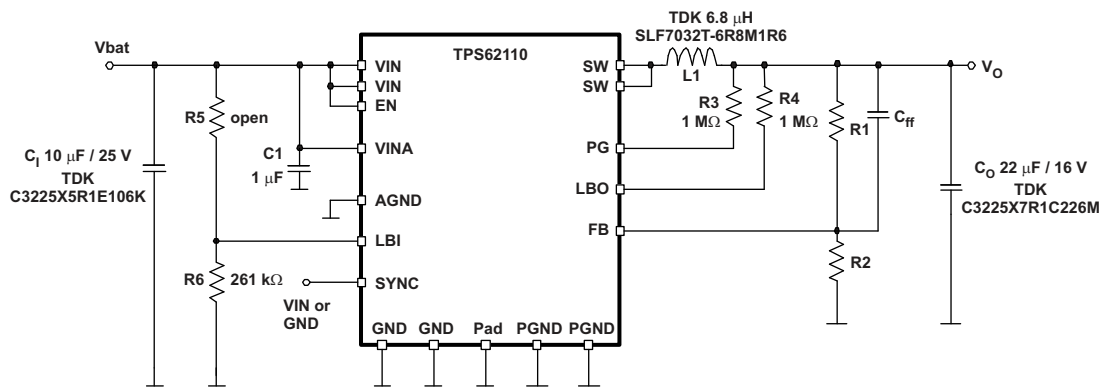 TDK 6.8 μH
SLF7032T-6R8M1R6
Vbat
TPS62110
VIN
SW
L1
VO
VIN
SW
EN
R5
open
R3
1 MΩ
R4
1 MΩ
R1
Cff
VINA
PG
C1
1 μF
CI 10 μF / 25 V
TDK
C3225X5R1E106K
LBO
CO 22 μF / 16 V
TDK
C3225X7R1C226M
AGND
FB
LBI
R2
R6
261 kΩ
SYNC
VIN or
GND
GND
GND
Pad
PGND
PGND